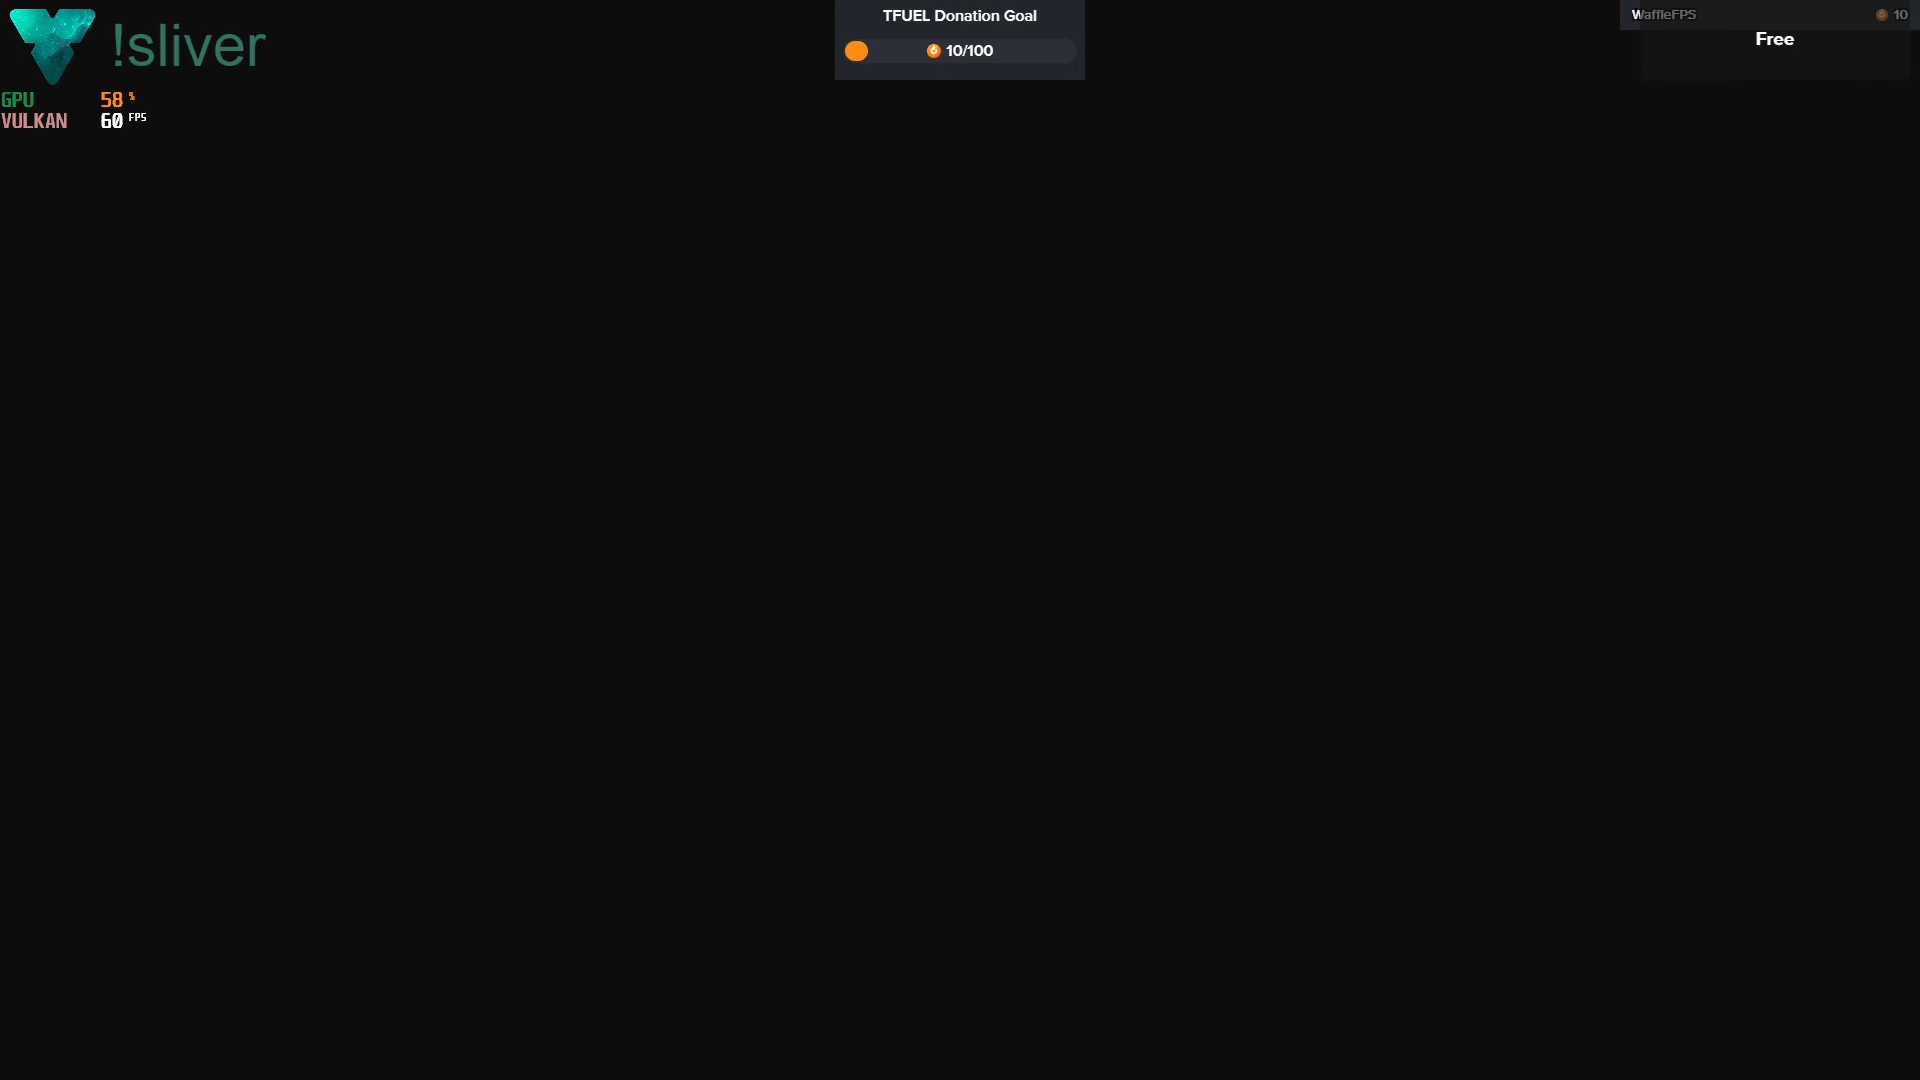 !sliver
GPU 58 %
VULKAN 60 FPS
TFUEL Donation Goal
10/100
WaffleFPS 10
Free